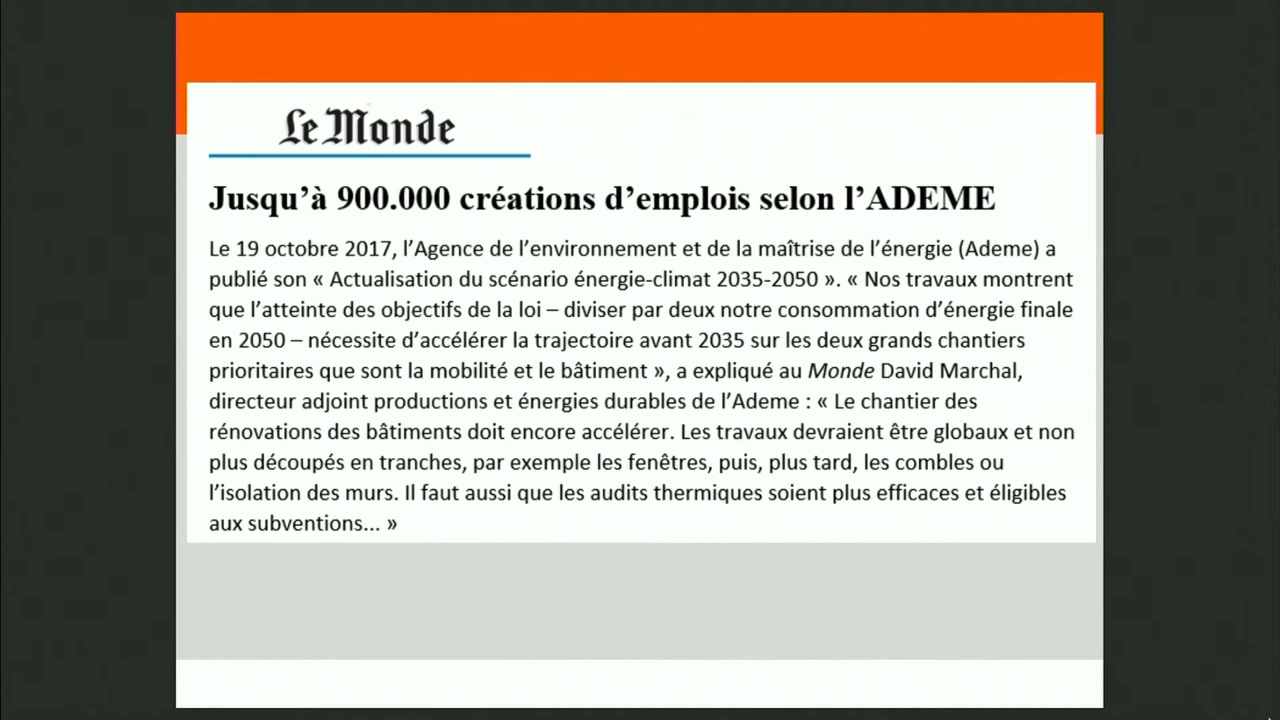 Le Monde
Jusqu’à 900.000 créations d’emplois selon l’ADEME
Le 19 octobre 2017, l’Agence de l’environnement et de la maîtrise de l’énergie (Ademe) a
publié son « Actualisation du scénario énergie-climat 2035-2050 ». « Nos travaux montrent
que l’atteinte des objectifs de la loi – diviser par deux notre consommation d’énergie finale
en 2050 – nécessite d’accélérer la trajectoire avant 2035 sur les deux grands chantiers
prioritaires que sont la mobilité et le bâtiment », a expliqué au Monde David Marchal,
directeur adjoint productions et énergies durables de l’Ademe : « Le chantier des
rénovations des bâtiments doit encore accélérer. Les travaux devraient être globaux et non
plus découpés en tranches, par exemple les fenêtres, puis, plus tard, les combles ou
l’isolation des murs. Il faut aussi que les audits thermiques soient plus efficaces et éligibles
aux subventions... »